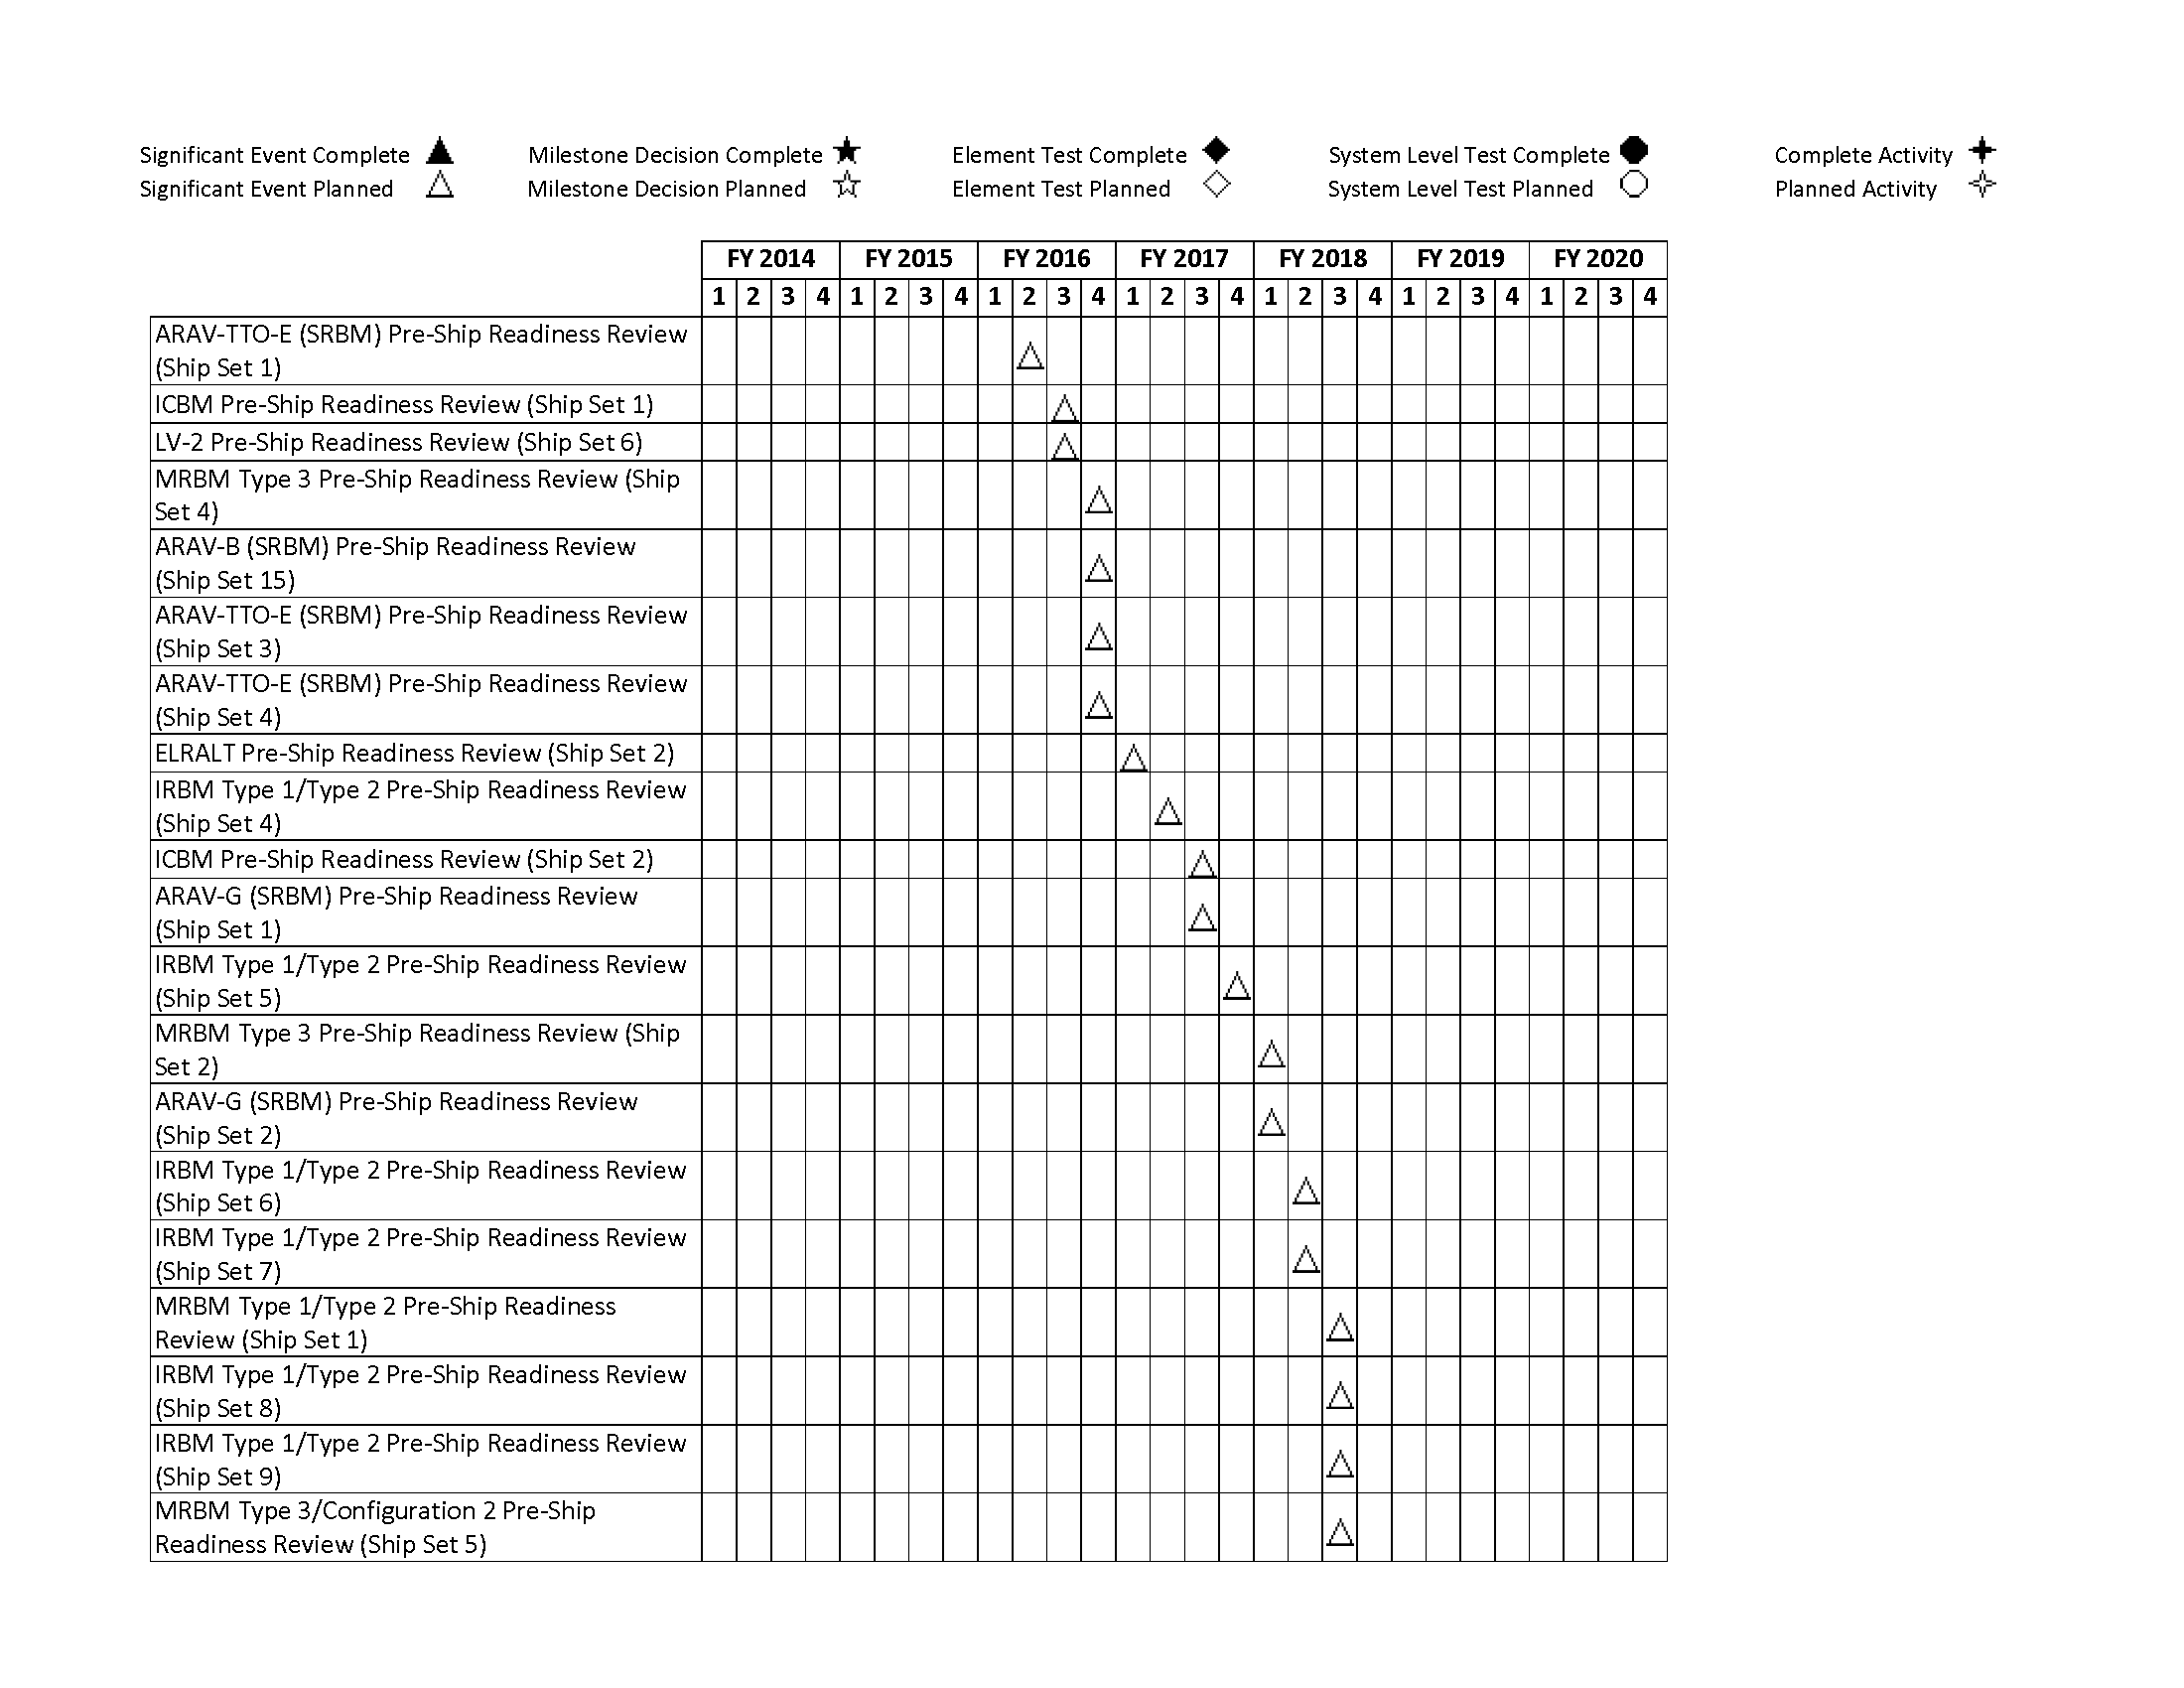 Significant Event Complete Milestone Decision Complete Element Test Complete System Level Test Complete Complete Activity
Significant Event Planned Milestone Decision Planned Element Test Planned System Level Test Planned Planned Activity
FY 2014 FY 2015 FY 2016 FY 2017 FY 2018 FY 2019 FY 2020
1 2 3 4 1 2 3 4 1 2 3 4 1 2 3 4 1 2 3 4 1 2 3 4 1 2 3 4
ARAV-TTO-E (SRBM) Pre-Ship Readiness Review
(Ship Set 1)
ICBM Pre-Ship Readiness Review (Ship Set 1)
LV-2 Pre-Ship Readiness Review (Ship Set 6)
MRBM Type 3 Pre-Ship Readiness Review (Ship
Set 4)
ARAV-B (SRBM) Pre-Ship Readiness Review
(Ship Set 15)
ARAV-TTO-E (SRBM) Pre-Ship Readiness Review
(Ship Set 3)
ARAV-TTO-E (SRBM) Pre-Ship Readiness Review
(Ship Set 4)
ELRALT Pre-Ship Readiness Review (Ship Set 2)
IRBM Type 1/Type 2 Pre-Ship Readiness Review
(Ship Set 4)
ICBM Pre-Ship Readiness Review (Ship Set 2)
ARAV-G (SRBM) Pre-Ship Readiness Review
(Ship Set 1)
IRBM Type 1/Type 2 Pre-Ship Readiness Review
(Ship Set 5)
MRBM Type 3 Pre-Ship Readiness Review (Ship
Set 2)
ARAV-G (SRBM) Pre-Ship Readiness Review
(Ship Set 2)
IRBM Type 1/Type 2 Pre-Ship Readiness Review
(Ship Set 6)
IRBM Type 1/Type 2 Pre-Ship Readiness Review
(Ship Set 7)
MRBM Type 1/Type 2 Pre-Ship Readiness
Review (Ship Set 1)
IRBM Type 1/Type 2 Pre-Ship Readiness Review
(Ship Set 8)
IRBM Type 1/Type 2 Pre-Ship Readiness Review
(Ship Set 9)
MRBM Type 3/Configuration 2 Pre-Ship
Readiness Review (Ship Set 5)